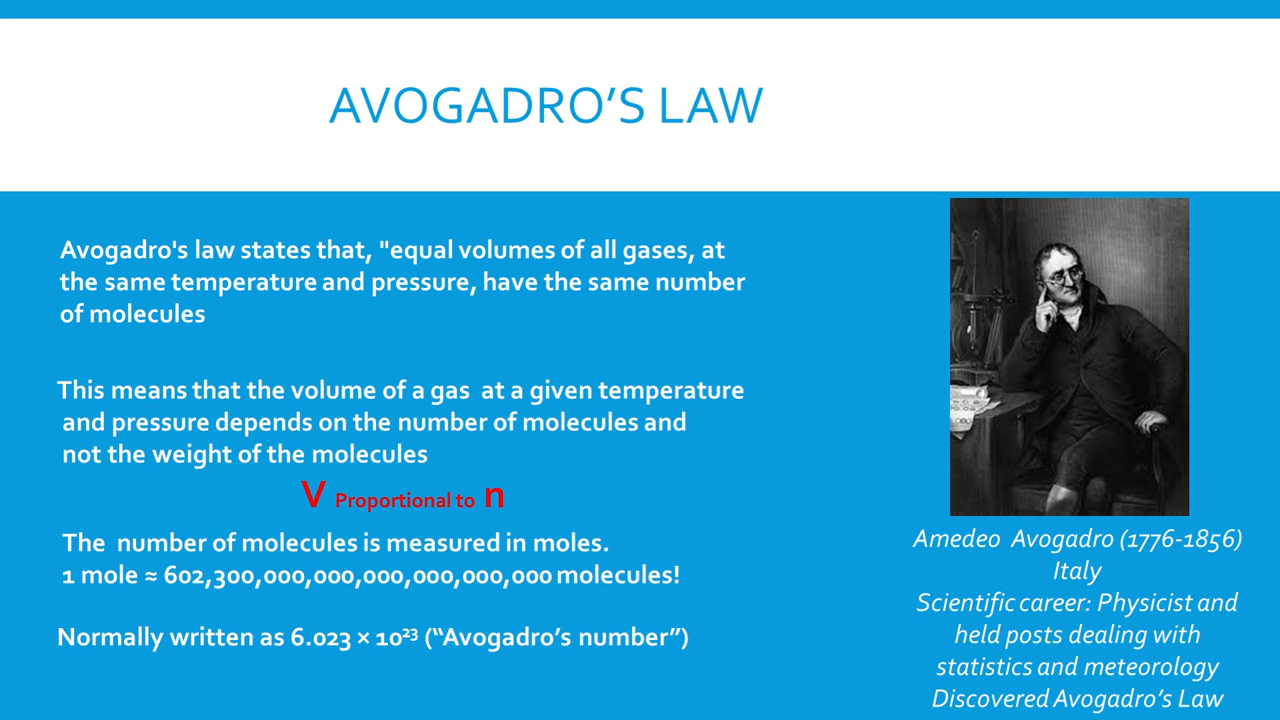 AVOGADRO’S LAW
Avogadro's law states that, "equal volumes of all gases, at
the same temperature and pressure, have the same number
of molecules
This means that the volume of a gas at a given temperature
and pressure depends on the number of molecules and
not the weight of the molecules
V Proportional to n
The number of molecules is measured in moles.
1 mole ≈ 602,300,000,000,000,000,000,000 molecules!
Normally written as 6.023 × 10²³ (“Avogadro’s number”)
Amedeo Avogadro (1776-1856)
Italy
Scientific career: Physicist and
held posts dealing with
statistics and meteorology
Discovered Avogadro’s Law